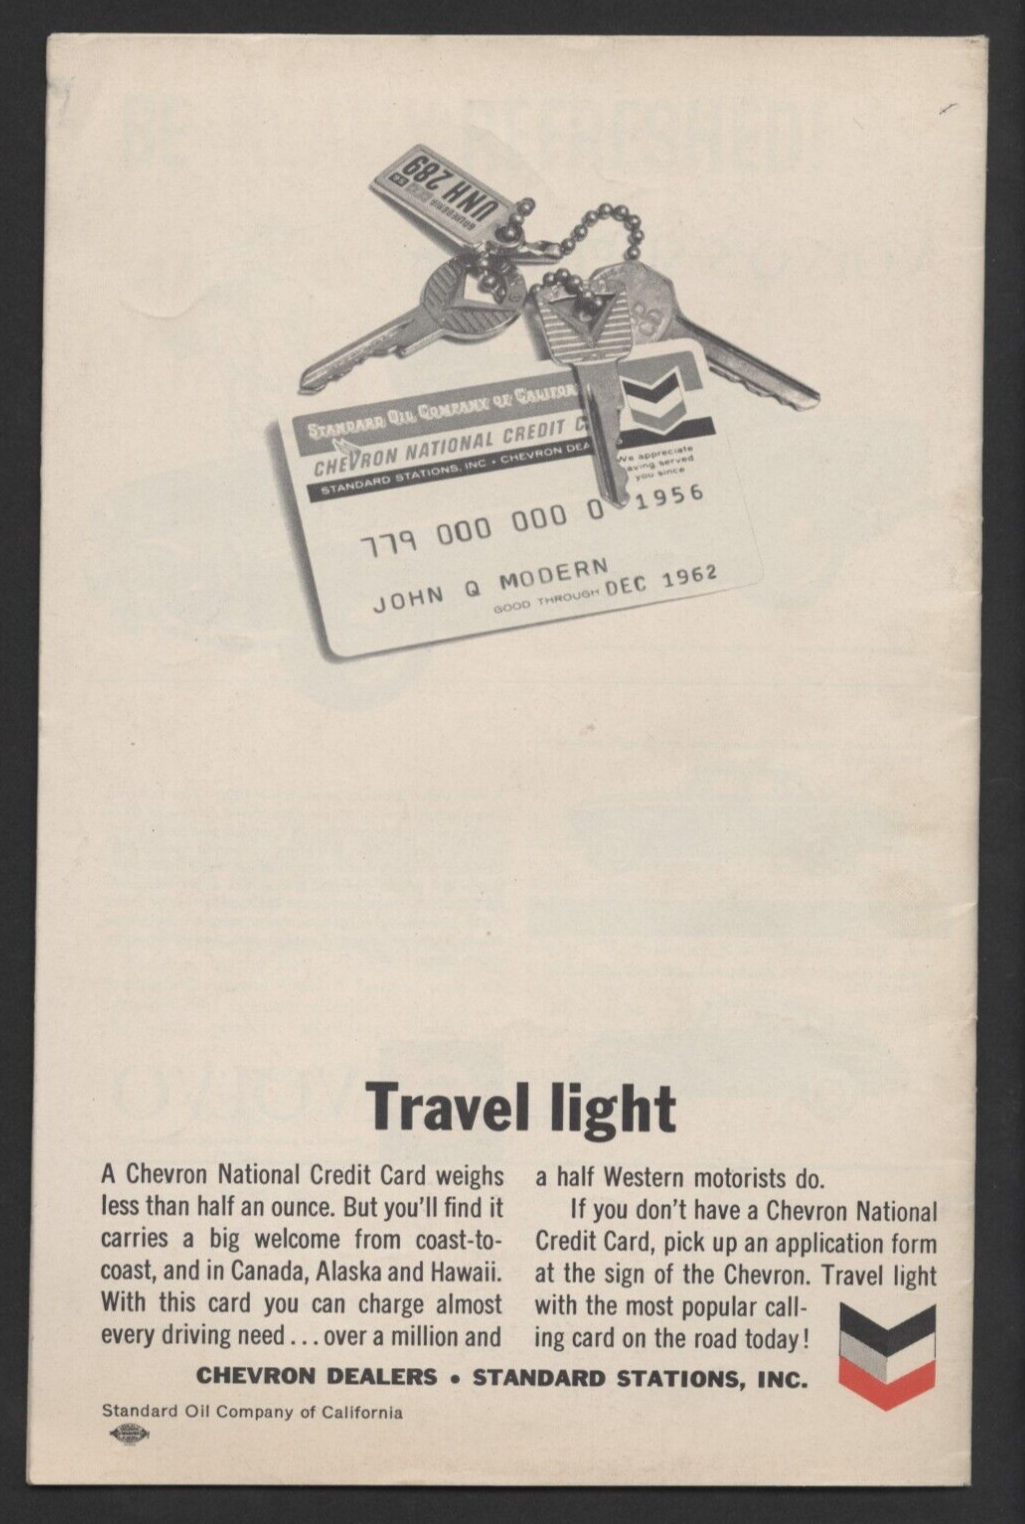 UNH 289
STANDARD OIL COMPANY OF CALIFOR
CHEVRON NATIONAL CREDIT C
STANDARD STATIONS, INC • CHEVRON DEA
We appreciate
having served
you since
779 000 000 0 1956
JOHN Q MODERN
GOOD THROUGH DEC 1962
Travel light
A Chevron National Credit Card weighs
less than half an ounce. But you'll find it
carries a big welcome from coast-to-
coast, and in Canada, Alaska and Hawaii.
With this card you can charge almost
every driving need ... over a million and
a half Western motorists do.
If you don't have a Chevron National
Credit Card, pick up an application form
at the sign of the Chevron. Travel light
with the most popular call-
ing card on the road today!
CHEVRON DEALERS • STANDARD STATIONS, INC.
Standard Oil Company of California